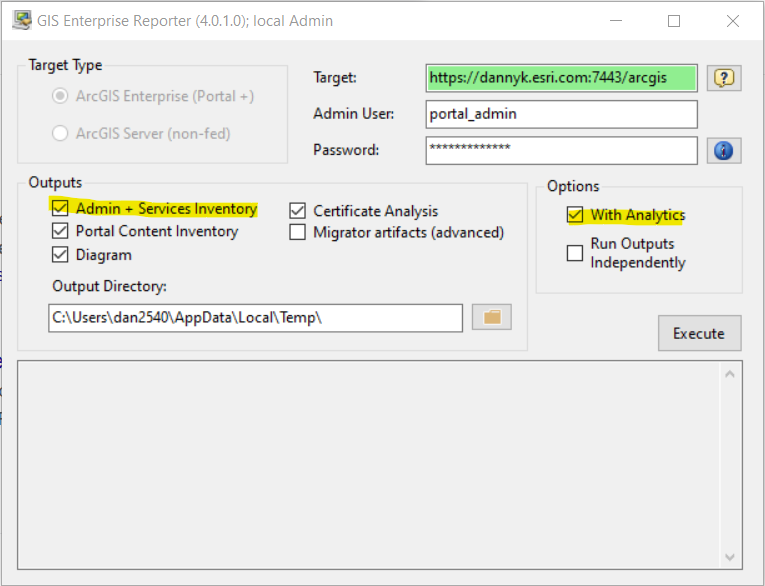 GIS Enterprise Reporter (4.0.1.0); local Admin
Target Type
ArcGIS Enterprise (Portal +)
ArcGIS Server (non-fed)
Target:
https://dannyk.esri.com:7443/arcgis
Admin User:
portal_admin
Password:
*************
Outputs
Admin + Services Inventory
Portal Content Inventory
Diagram
Certificate Analysis
Migrator artifacts (advanced)
Output Directory:
C:\Users\dan2540\AppData\Local\Temp\
Options
With Analytics
Run Outputs
Independently
Execute